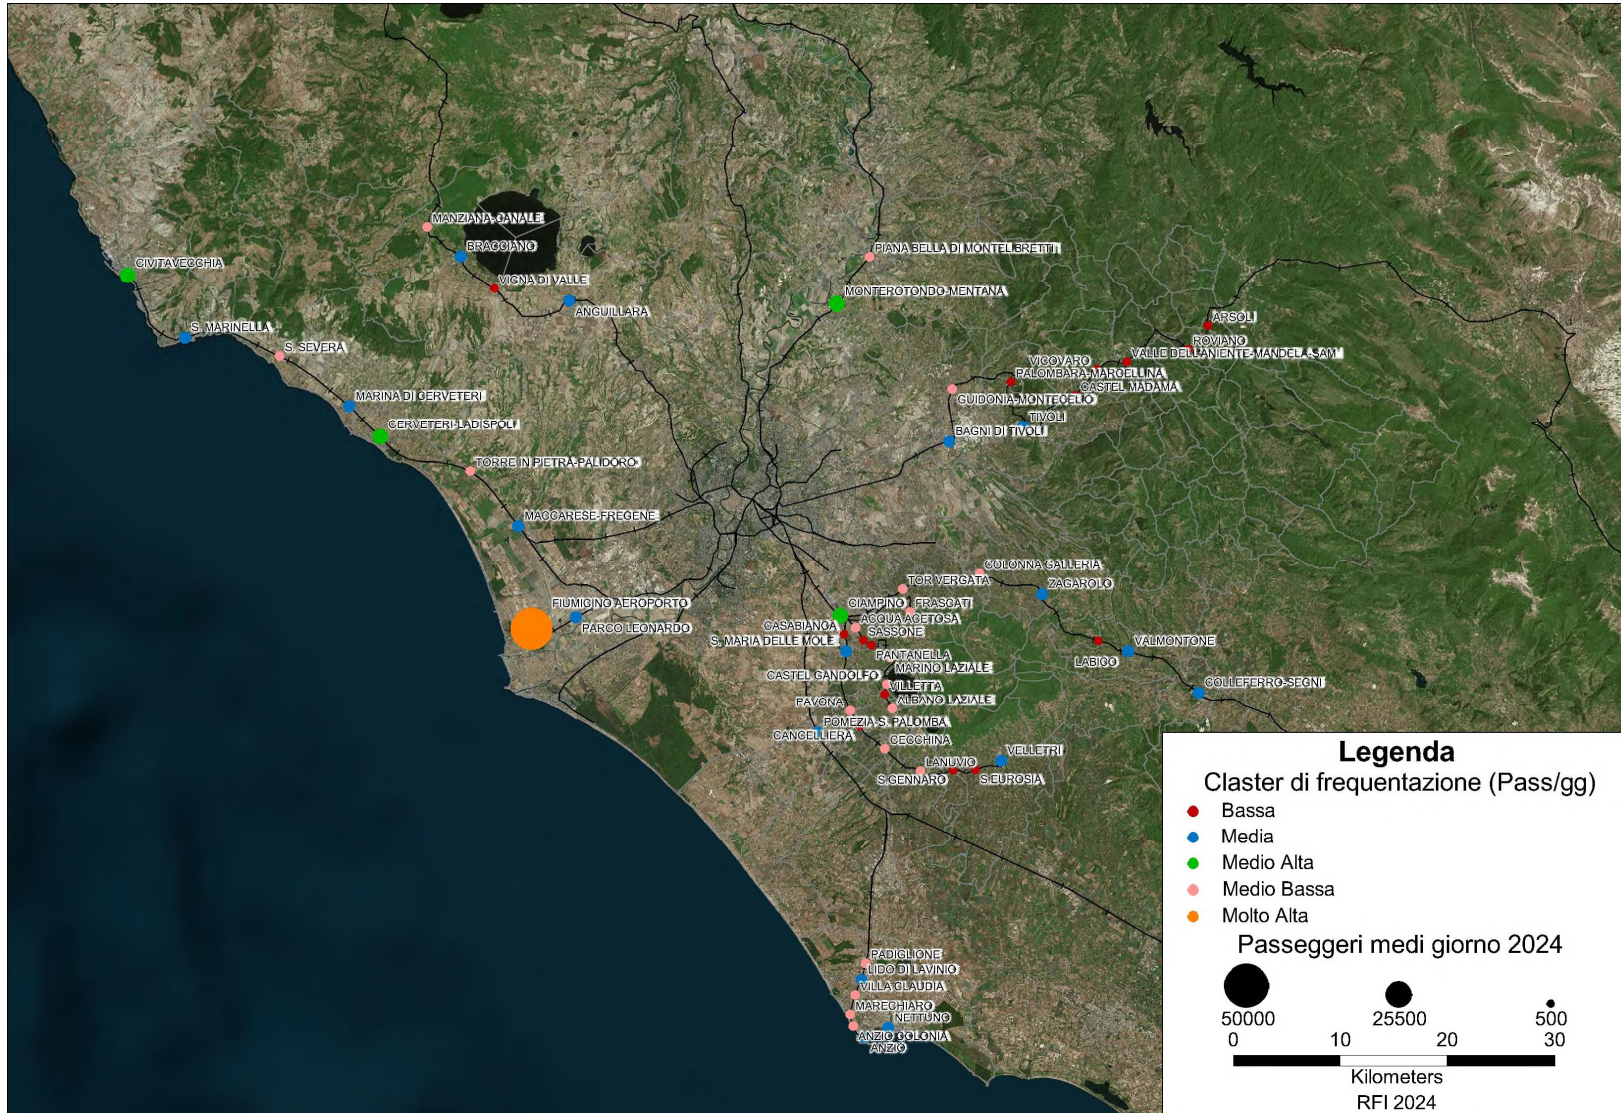 MANZIANA-CANALE
BRACCIANO
PIANA BELLA DI MONTELIBRETTI
CIVITAVECCHIA
VIGNA DI VALLE
MONTEROTONDO-MENTANA
ANGUILLARA
ARSOLI
S. MARINELLA
ROVIANO
S. SEVERA
VALLE DELL'ANIENTE-MANDELA-SAM
VICOVARO
PALOMBARA-MARCELLINA
CASTEL MADAMA
MARINA DI CERVETERI
GUIDONIA-MONTECELIO
TIVOLI
CERVETERI-LADISPOLI
BAGNI DI TIVOLI
TORRE IN PIETRA-PALIDORO
MACCARESE-FREGENE
COLONNA GALLERIA
TOR VERGATA
ZAGAROLO
FIUMICINO AEROPORTO
CIAMPINO
FRASCATI
ACQUA ACETOSA
CASABIANCA
PARCO LEONARDO
SASSONE
S. MARIA DELLE MOLE
VALMONTONE
PANTANELLA
LABICO
MARINO LAZIALE
CASTEL GANDOLFO
COLLEFERRO-SEGNI
VILLETTA
ALBANO LAZIALE
PAVONA
POMEZIA-S. PALOMBA
CANCELLIERA
CECCHINA
VELLETRI
LANUVIO
S.GENNARO
S.EUROSIA
PADIGLIONE
LIDO DI LAVINIO
VILLA CLAUDIA
MARECHIARO
NETTUNO
ANZIO COLONIA
ANZIO
Legenda
Claster di frequentazione (Pass/gg)
Bassa
Media
Medio Alta
Medio Bassa
Molto Alta
Passeggeri medi giorno 2024
50000 25500 500
0 10 20 30
Kilometers
RFI 2024